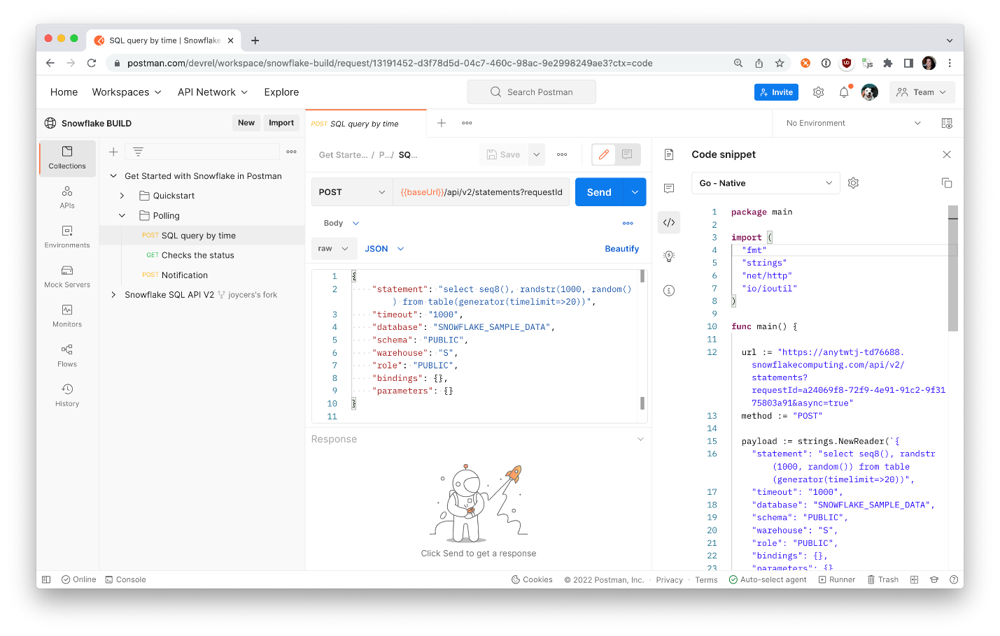 SQL query by time | Snowflake
postman.com/devrel/workspace/snowflake-build/request/13191452-d3f78d5d-04c7-460c-98ac-9e2998249ae3?ctx=code
Home Workspaces API Network Explore
Search Postman
Invite
Team
Snowflake BUILD
New Import
POST SQL query by time
No Environment
Collections
APIs
Environments
Mock Servers
Monitors
Flows
History
Get Started with Snowflake in Postman
Quickstart
Polling
POST SQL query by time
GET Checks the status
POST Notification
Snowflake SQL API V2 joycers's fork
Get Starte... / P.../ SQ...
Save
POST
{{baseUrl}}/api/v2/statements?requestId
Send
Body
raw JSON Beautify
1 {
2 "statement": "select seq8(), randstr(1000, random()
) from table(generator(timelimit=>20))",
3 "timeout": "1000",
4 "database": "SNOWFLAKE_SAMPLE_DATA",
5 "schema": "PUBLIC",
6 "warehouse": "S",
7 "role": "PUBLIC",
8 "bindings": {},
9 "parameters": {}
10 }
11
Response
Click Send to get a response
Code snippet
Go - Native
1 package main
2
3 import (
4 "fmt"
5 "strings"
6 "net/http"
7 "io/ioutil"
8 )
9
10 func main() {
11
12 url := "https://anytwtj-td76688.
snowflakecomputing.com/api/v2/
statements?
requestId=a24069f8-72f9-4e91-91c2-9f31
75803a91&async=true"
13 method := "POST"
14
15 payload := strings.NewReader(`{
16 "statement": "select seq8(), randstr
(1000, random()) from table
(generator(timelimit=>20))",
17 "timeout": "1000",
18 "database": "SNOWFLAKE_SAMPLE_DATA",
19 "schema": "PUBLIC",
20 "warehouse": "S",
21 "role": "PUBLIC",
22 "bindings": {},
23 "parameters": {}
Online Console
Cookies © 2022 Postman, Inc. · Privacy · Terms
Auto-select agent Runner Trash